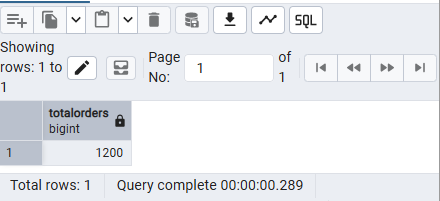 SQL
Showing
rows: 1 to
1
Page
No:
1
of
1
totalorders
bigint
1
1200
Total rows: 1
Query complete 00:00:00.289